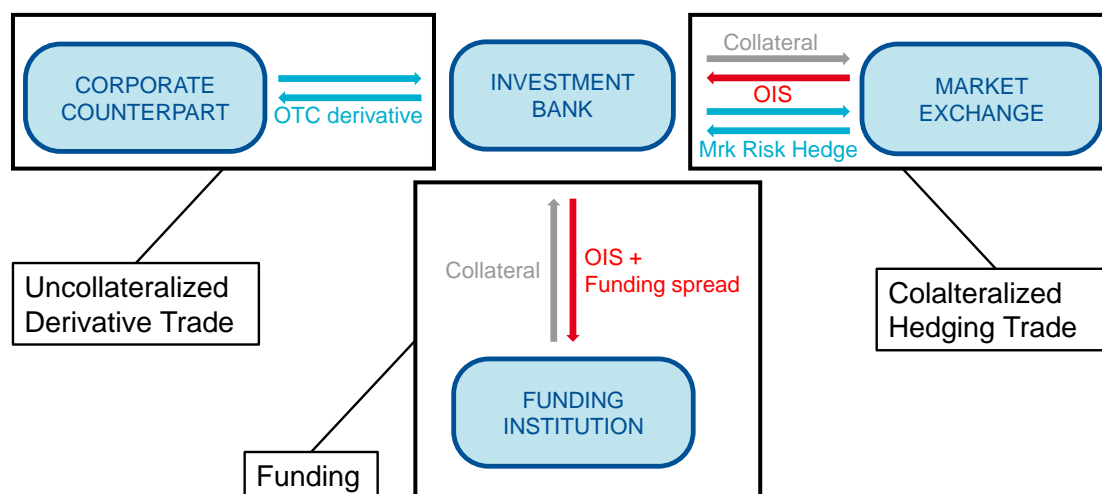 CORPORATE
COUNTERPART
OTC derivative
INVESTMENT
BANK
Collateral
OIS
Mrk Risk Hedge
MARKET
EXCHANGE
Uncollateralized
Derivative Trade
Collateral
OIS +
Funding spread
Colalteralized
Hedging Trade
FUNDING
INSTITUTION
Funding